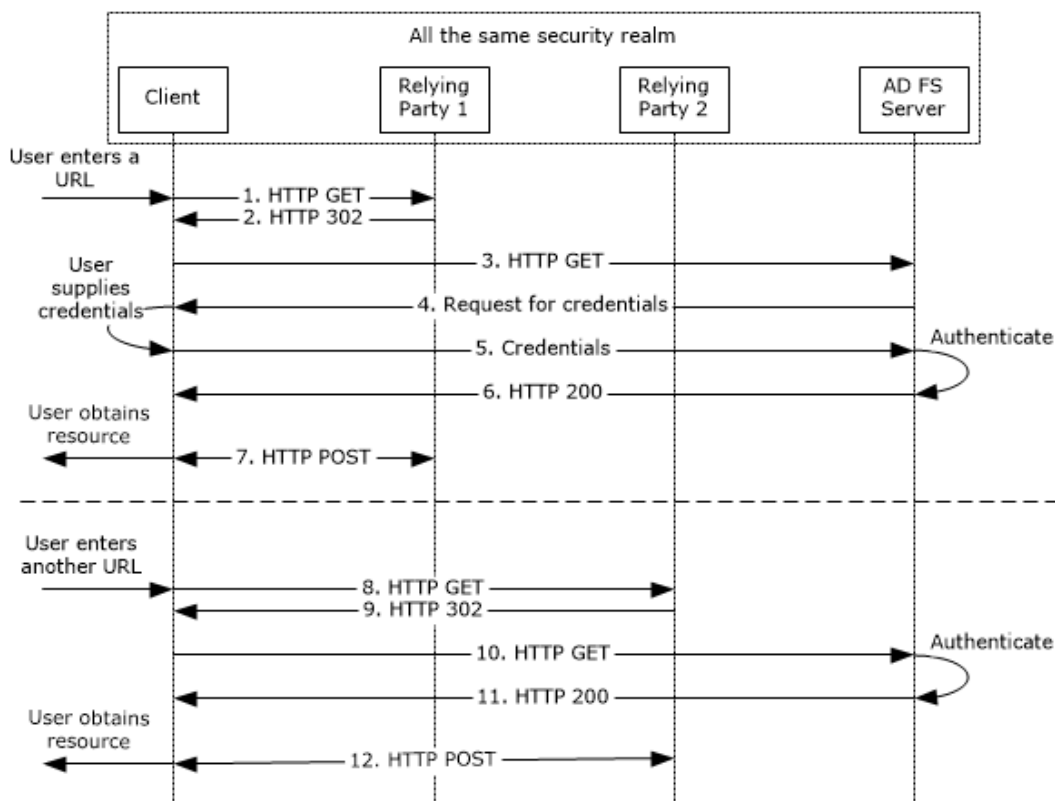 All the same security realm
Client
Relying
Party 1
Relying
Party 2
AD FS
Server
User enters a
URL
1. HTTP GET
2. HTTP 302
3. HTTP GET
User
supplies
credentials
4. Request for credentials
5. Credentials
Authenticate
6. HTTP 200
User obtains
resource
7. HTTP POST
User enters
another URL
8. HTTP GET
9. HTTP 302
10. HTTP GET
Authenticate
11. HTTP 200
User obtains
resource
12. HTTP POST